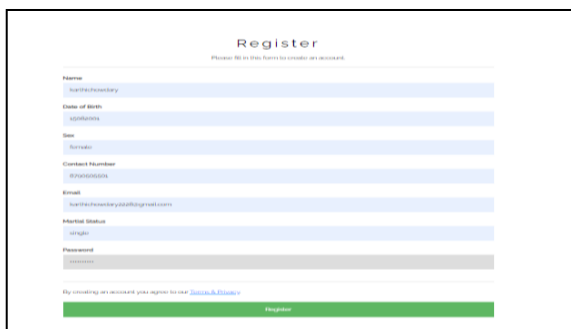 Register
Please fill in this form to create an account.
Name
Date of Birth
Sex
female
Contact Number
Email
Marital Status
single
Password
By creating an account you agree to our Terms & Privacy
Register